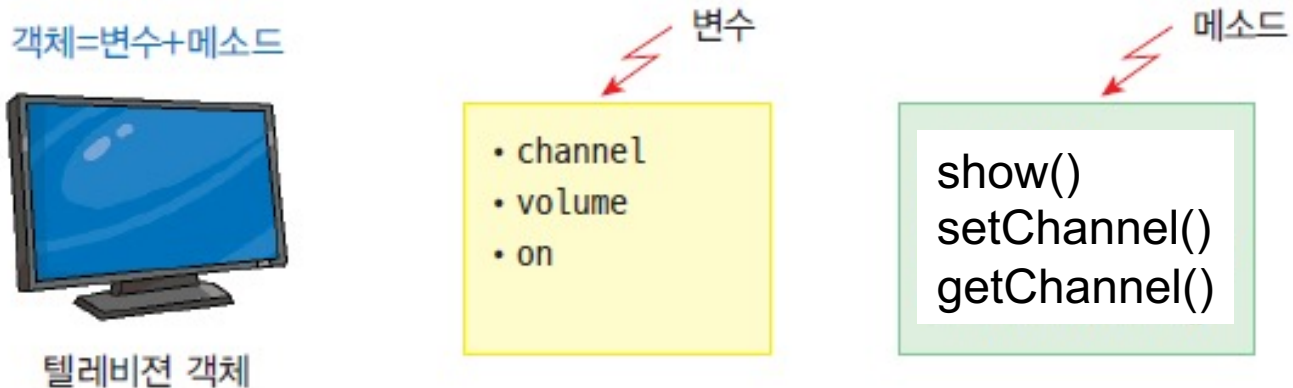 객체=변수+메소드
텔레비젼 객체
변수
• channel
• volume
• on
메소드
show()
setChannel()
getChannel()